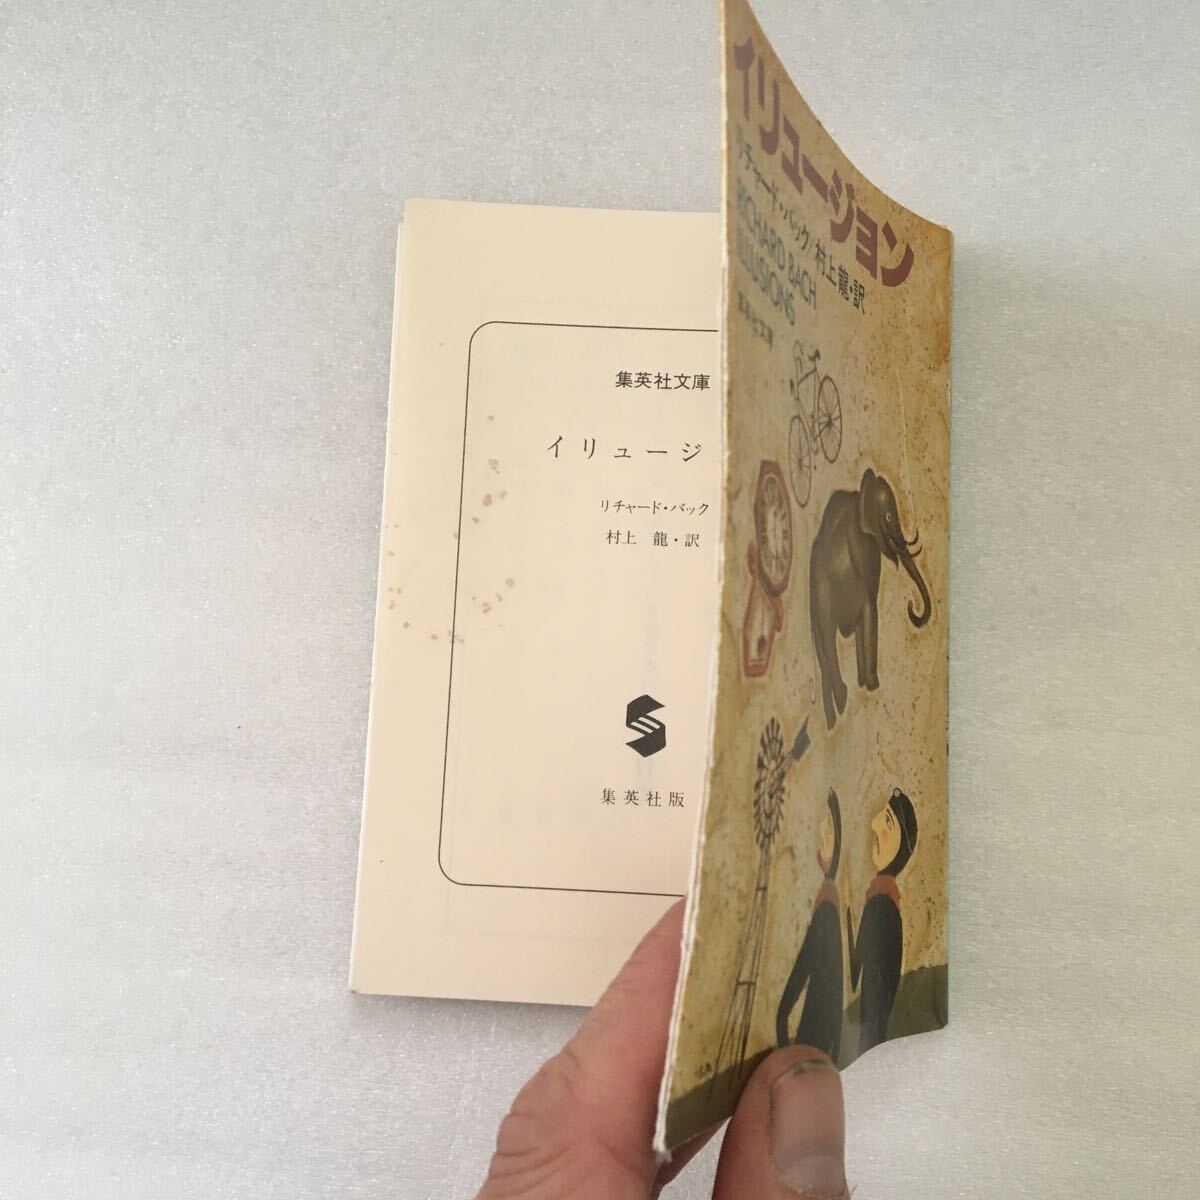 集英社文庫
イリュージ
リチャード・バック
村上 龍・訳
集英社版
イリュージョン
リチャード・バック/村上龍・訳
RICHARD BACH
ILLUSIONS
集英社文庫